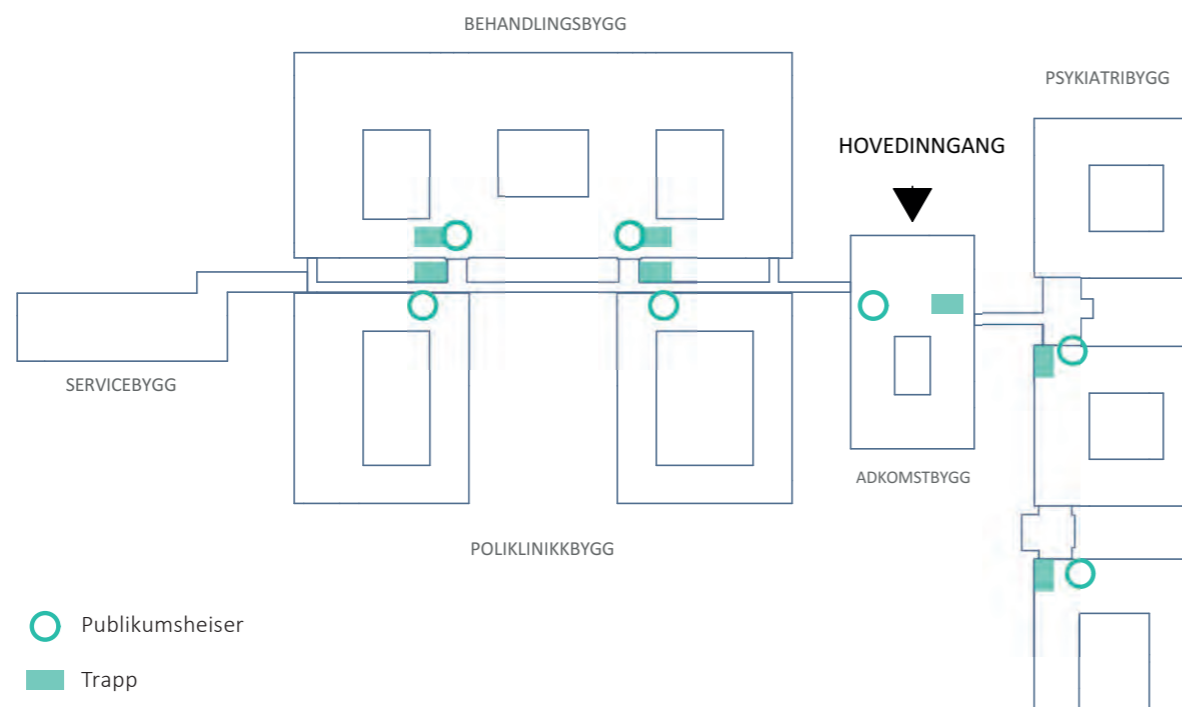 BEHANDLINGSBYGG
PSYKIATRIBYGG
HOVEDINNGANG
SERVICEBYGG
ADKOMSTBYGG
POLIKLINIKKBYGG
Publikumsheiser
Trapp